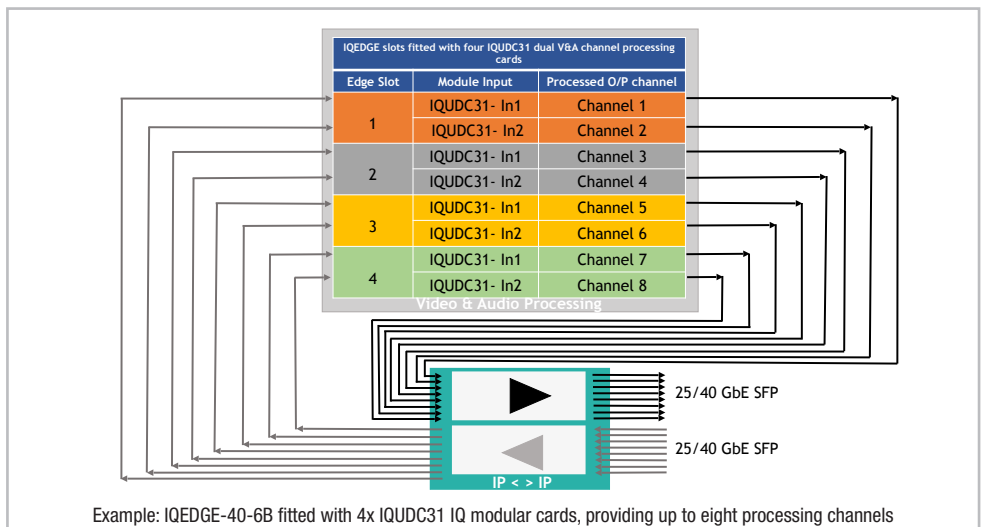 IQEDGE slots fitted with four IQUDC31 dual V&A channel processing
cards
Edge Slot Module Input Processed O/P channel
1
IQUDC31- In1 Channel 1
IQUDC31- In2 Channel 2
2
IQUDC31- In1 Channel 3
IQUDC31- In2 Channel 4
3
IQUDC31- In1 Channel 5
IQUDC31- In2 Channel 6
4
IQUDC31- In1 Channel 7
IQUDC31- In2 Channel 8
Video & Audio Processing
25/40 GbE SFP
25/40 GbE SFP
IP < > IP
Example: IQEDGE-40-6B fitted with 4x IQUDC31 IQ modular cards, providing up to eight processing channels